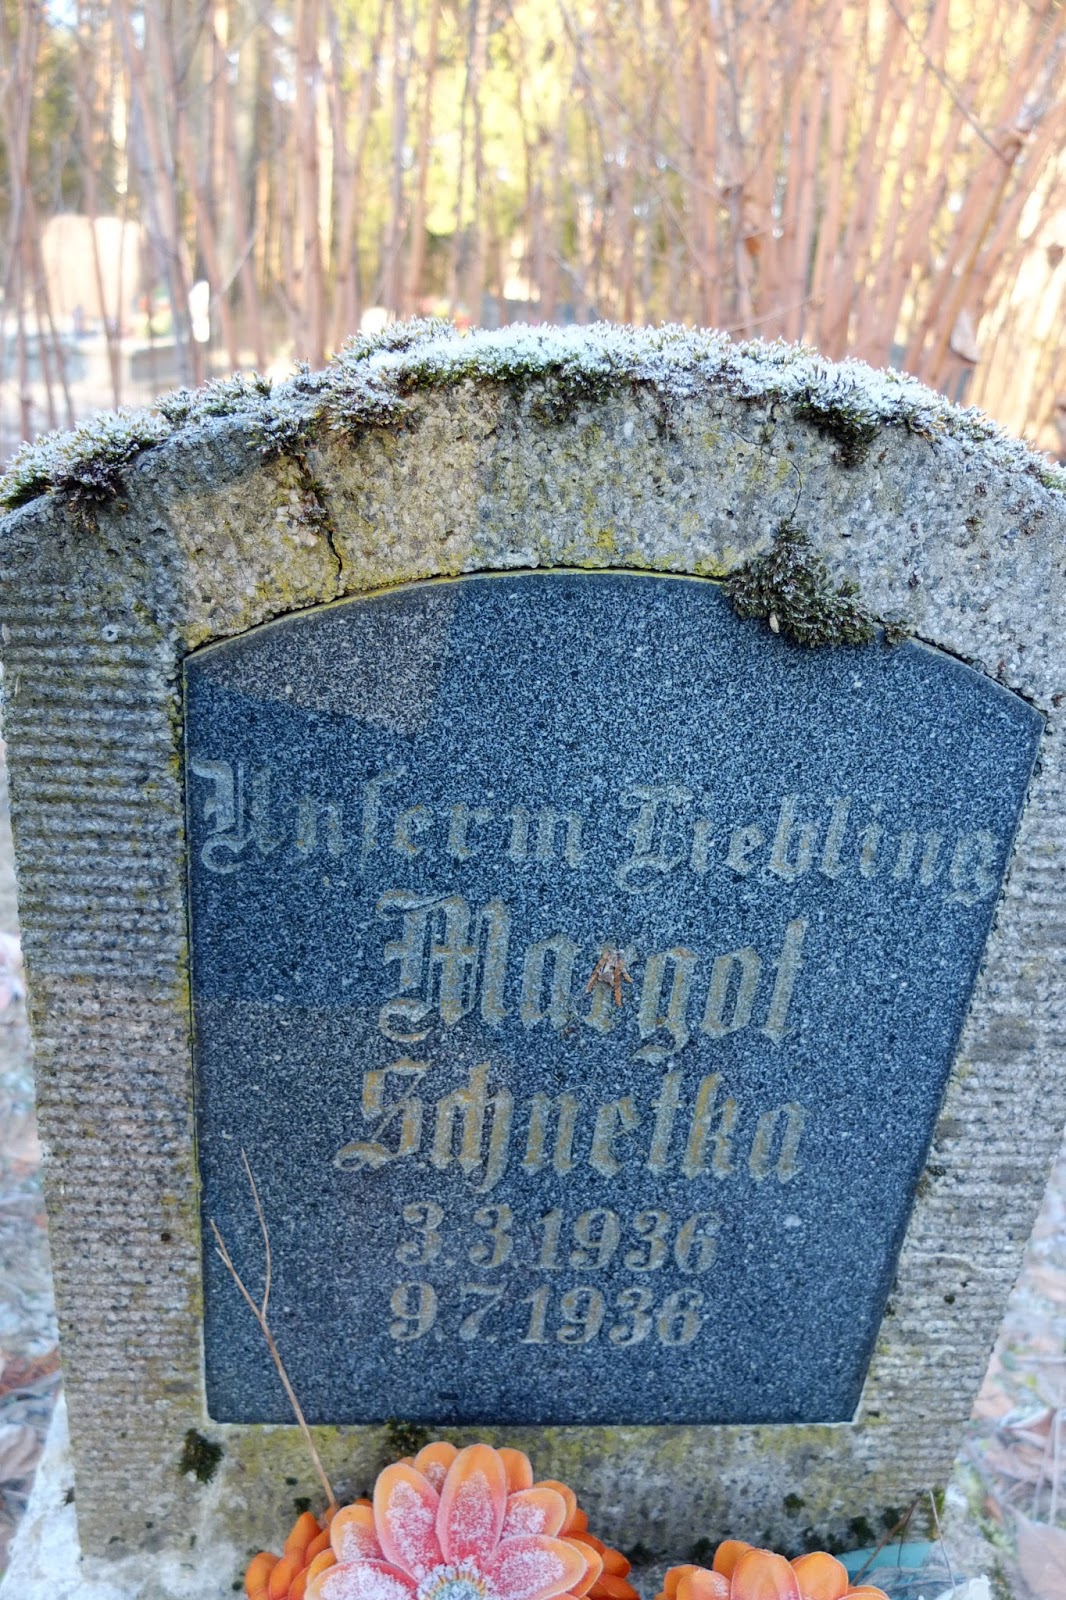 Unserm Liebling
Margot
Schnetka
3.3.1936
9.7.1936